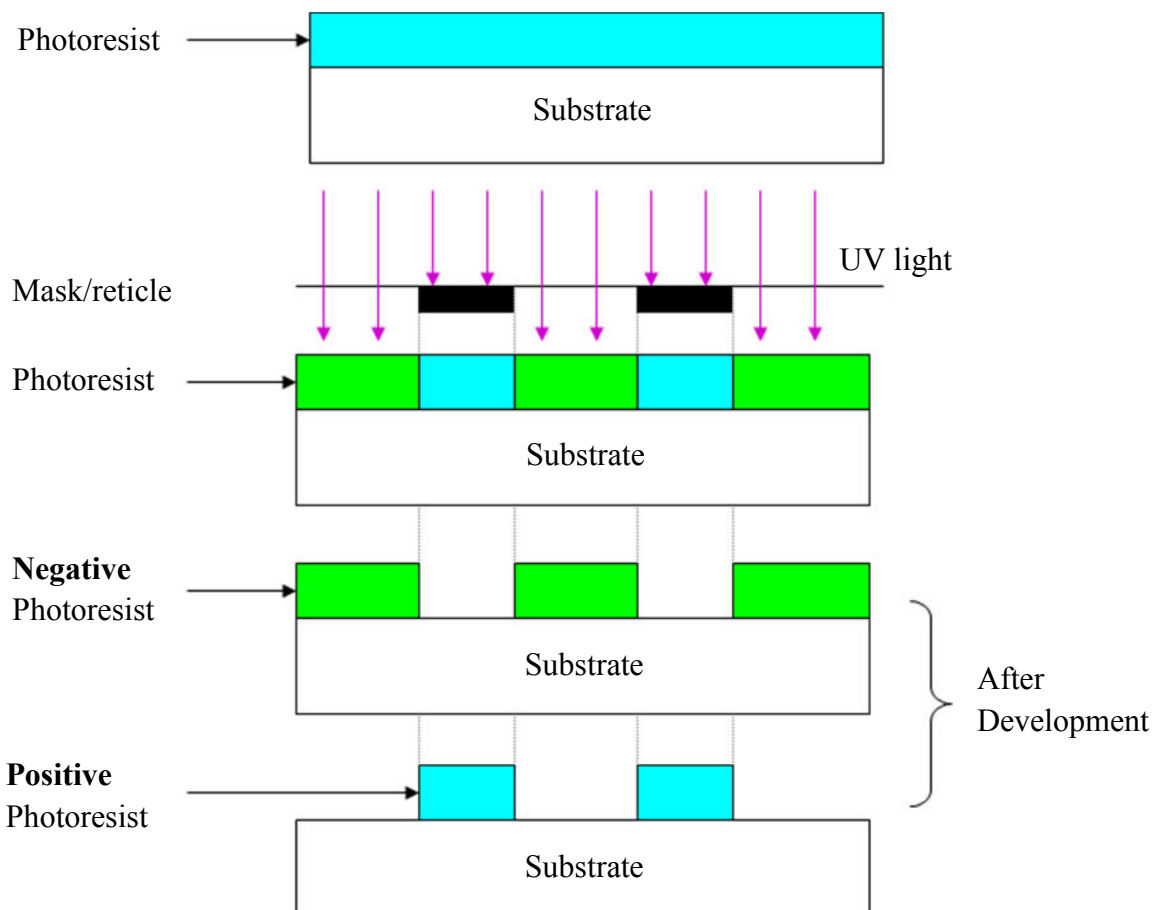 Photoresist
Substrate
UV light
Mask/reticle
Photoresist
Substrate
Negative
Photoresist
Substrate
After
Development
Positive
Photoresist
Substrate